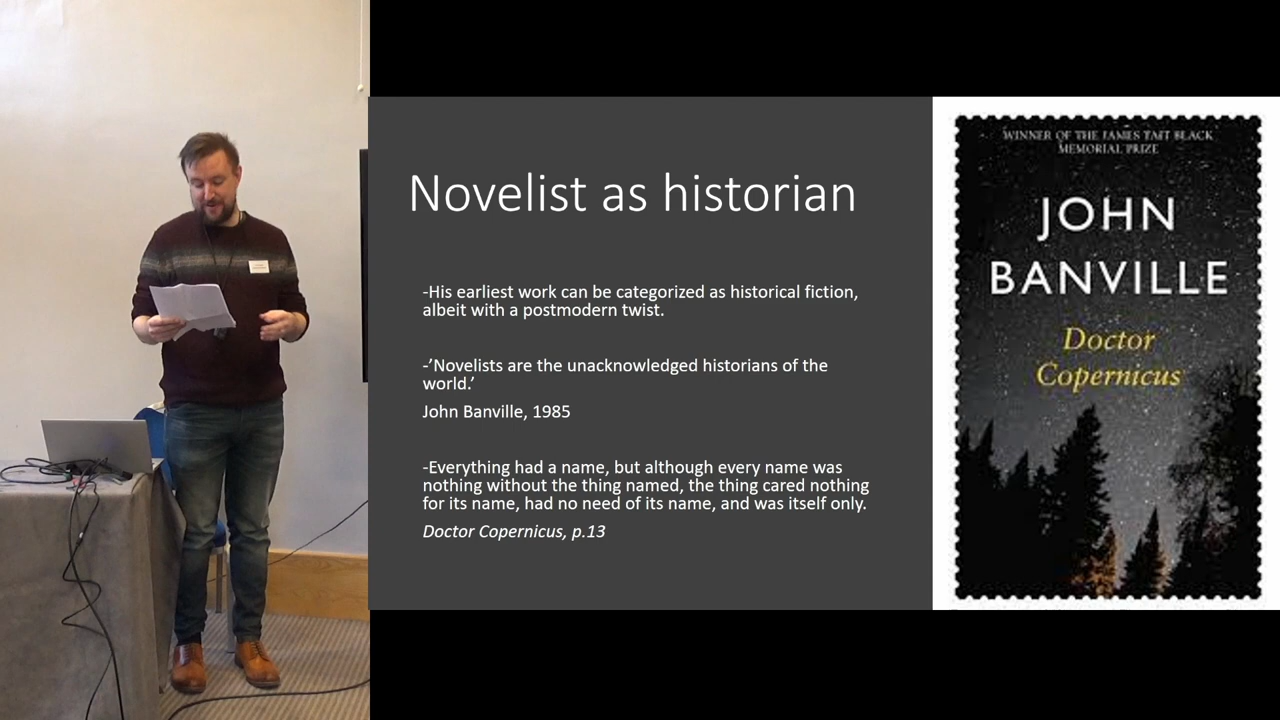 Novelist as historian
-His earliest work can be categorized as historical fiction,
albeit with a postmodern twist.
-’Novelists are the unacknowledged historians of the
world.’
John Banville, 1985
-Everything had a name, but although every name was
nothing without the thing named, the thing cared nothing
for its name, had no need of its name, and was itself only.
Doctor Copernicus, p.13
WINNER OF THE JAMES TAIT BLACK
MEMORIAL PRIZE
JOHN
BANVILLE
Doctor
Copernicus